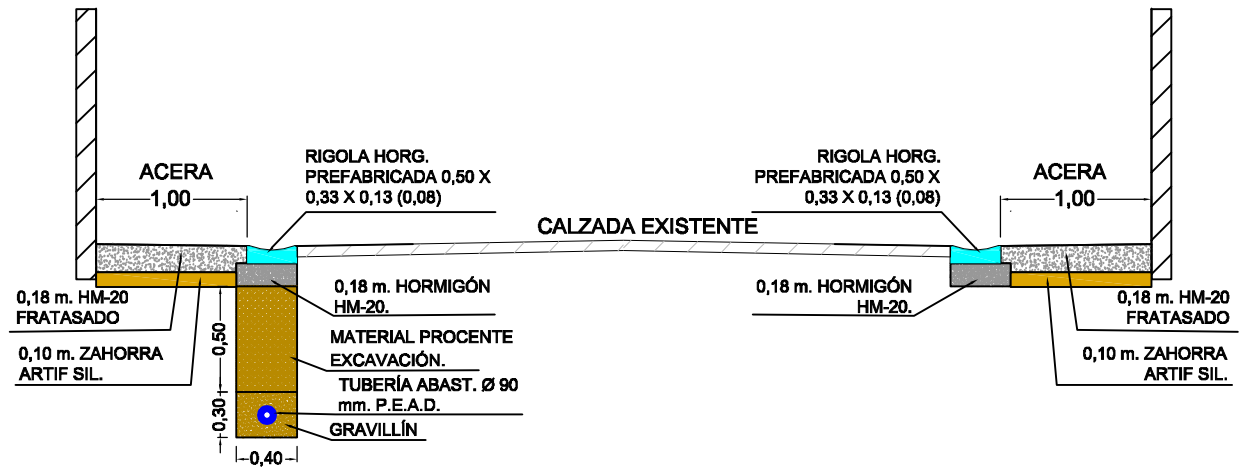 ACERA
1,00
RIGOLA HORG.
PREFABRICADA 0,50 X
0,33 X 0,13 (0,08)
CALZADA EXISTENTE
RIGOLA HORG.
PREFABRICADA 0,50 X
0,33 X 0,13 (0,08)
ACERA
1,00
0,18 m. HM-20
FRATASADO
0,10 m. ZAHORRA
ARTIF SIL.
0,50
0,30
0,40
0,18 m. HORMIGÓN
HM-20.
MATERIAL PROCENTE
EXCAVACIÓN.
TUBERÍA ABAST. Ø 90
mm. P.E.A.D.
GRAVILLÍN
0,18 m. HORMIGÓN
HM-20.
0,18 m. HM-20
FRATASADO
0,10 m. ZAHORRA
ARTIF SIL.